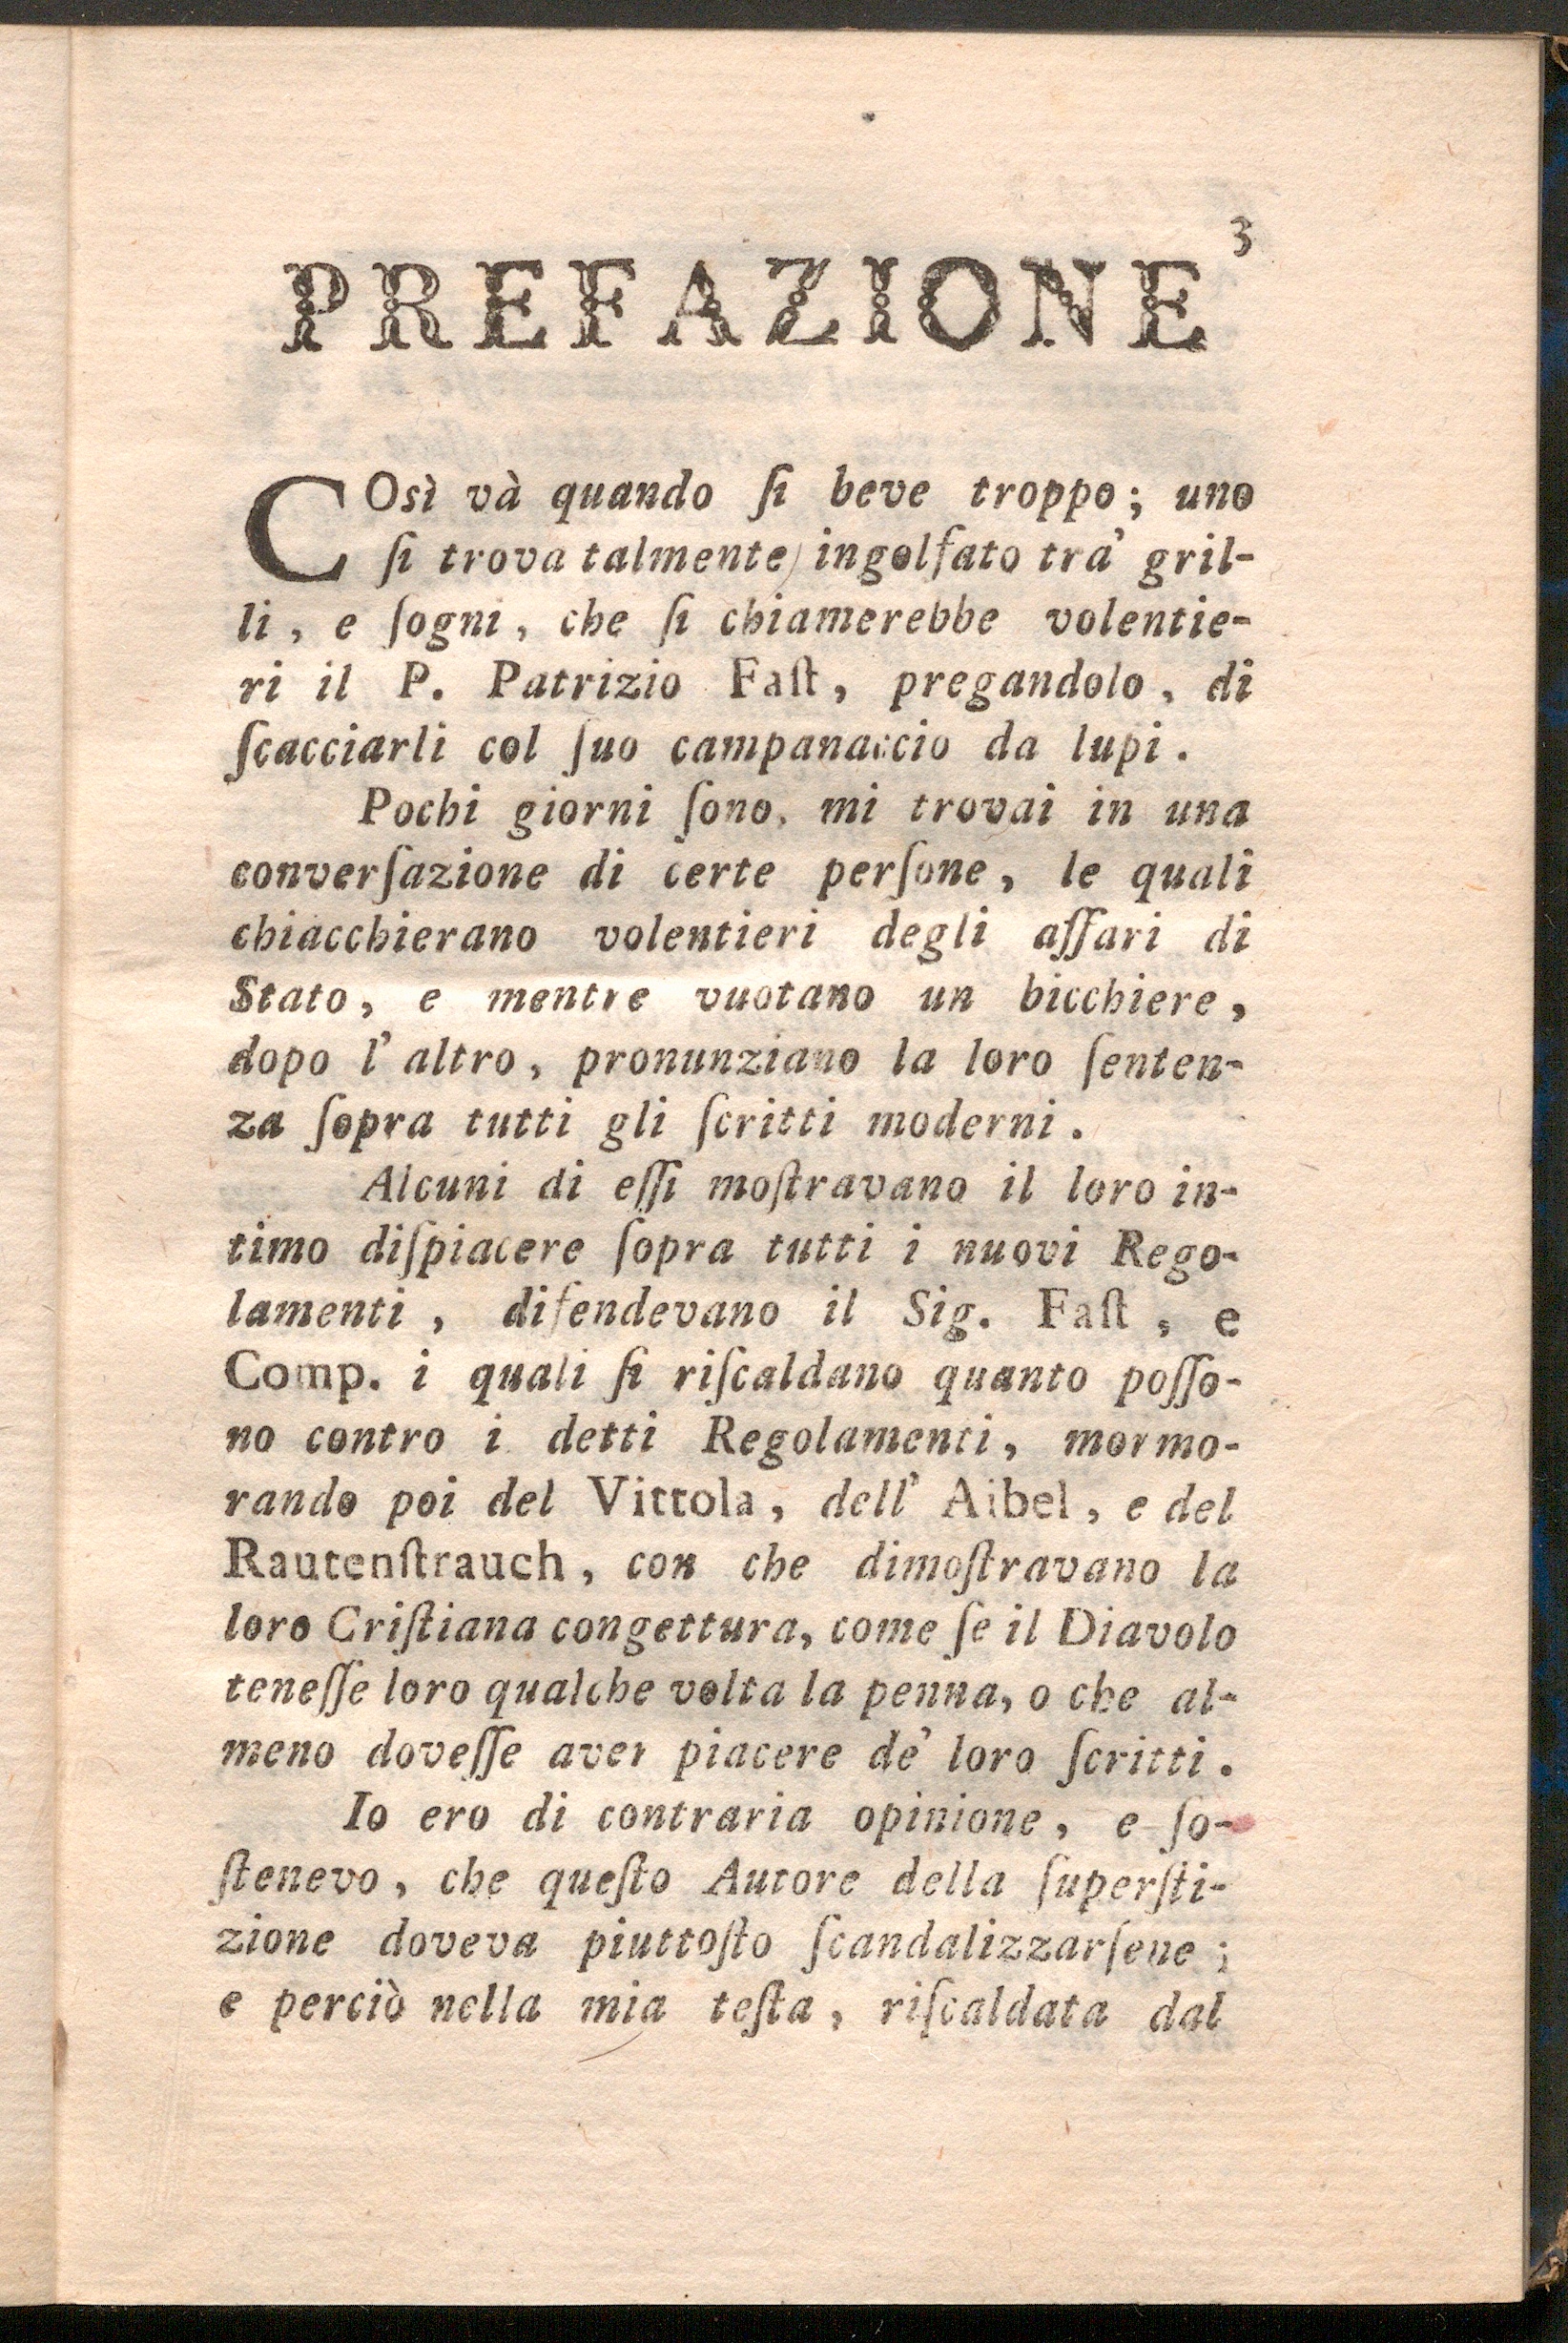 3
PREFAZIONE
COsì và quando ſi beve troppo; uno
ſi trova talmente, ingolfato tra' gril-
li, e ſogni, che ſi chiamerebbe volentie-
ri il P. Patrizio Faſt, pregandolo, di
ſcacciarli col ſuo campanaccio da lupi.
Pochi giorni ſono, mi trovai in una
converſazione di certe perſone, le quali
chiacchierano volentieri degli affari di
Stato, e mentre vuotano un bicchiere,
dopo l'altro, pronunziano la loro ſenten-
za ſopra tutti gli ſcritti moderni.
Alcuni di eſſi moſtravano il loro in-
timo diſpiacere ſopra tutti i nuovi Rego-
lamenti, difendevano il Sig. Faſt, e
Comp. i quali ſi riſcaldano quanto poſſo-
no contro i detti Regolamenti, mormo-
rando poi del Vittola, dell' Aibel, e del
Rautenſtrauch, con che dimoſtravano la
loro Criſtiana congettura, come ſe il Diavolo
teneſſe loro qualche volta la penna, o che al-
meno doveſſe aver piacere de' loro ſcritti.
Io ero di contraria opinione, e ſo-
ſtenevo, che queſto Autore della ſuperſti-
zione doveva piuttoſto ſcandalizzarſene;
e perciò nella mia teſta, riſcaldata dal